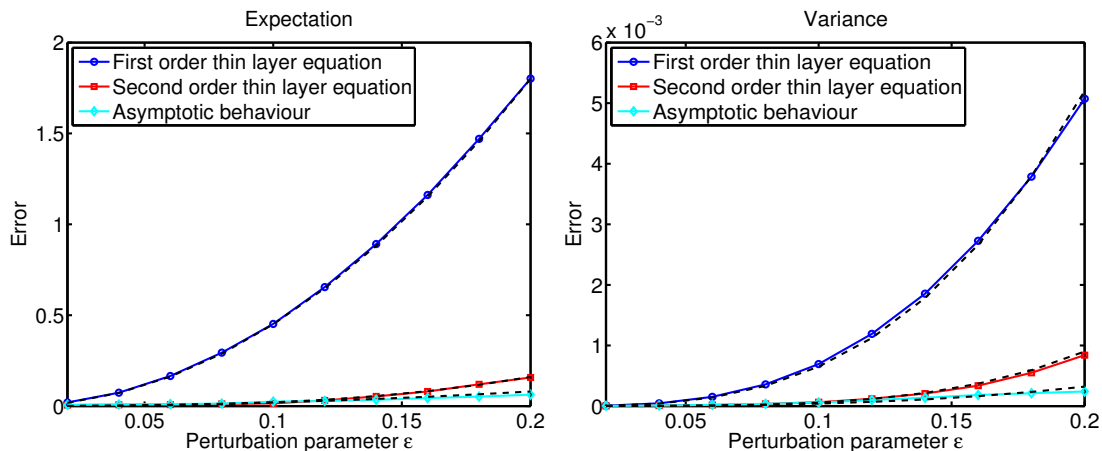 Expectation
2
1.5
1
0.5
0
Error
First order thin layer equation
Second order thin layer equation
Asymptotic behaviour
0.05
0.1
0.15
0.2
Perturbation parameter ε
Variance
x 10⁻³
6
5
4
3
2
1
0
Error
First order thin layer equation
Second order thin layer equation
Asymptotic behaviour
0.05
0.1
0.15
0.2
Perturbation parameter ε